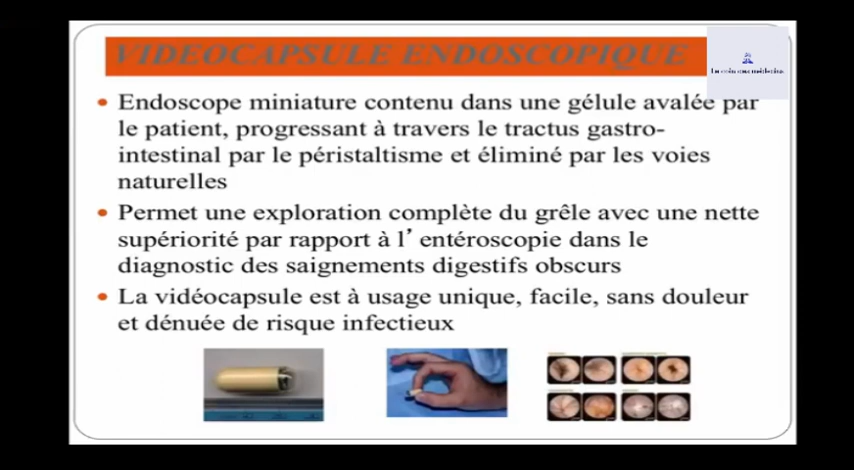 VIDEOCAPSULE ENDOSCOPIQUE
• Endoscope miniature contenu dans une gélule avalée par
le patient, progressant à travers le tractus gastro-
intestinal par le péristaltisme et éliminé par les voies
naturelles
• Permet une exploration complète du grêle avec une nette
supériorité par rapport à l’ entéroscopie dans le
diagnostic des saignements digestifs obscurs
• La vidéocapsule est à usage unique, facile, sans douleur
et dénuée de risque infectieux